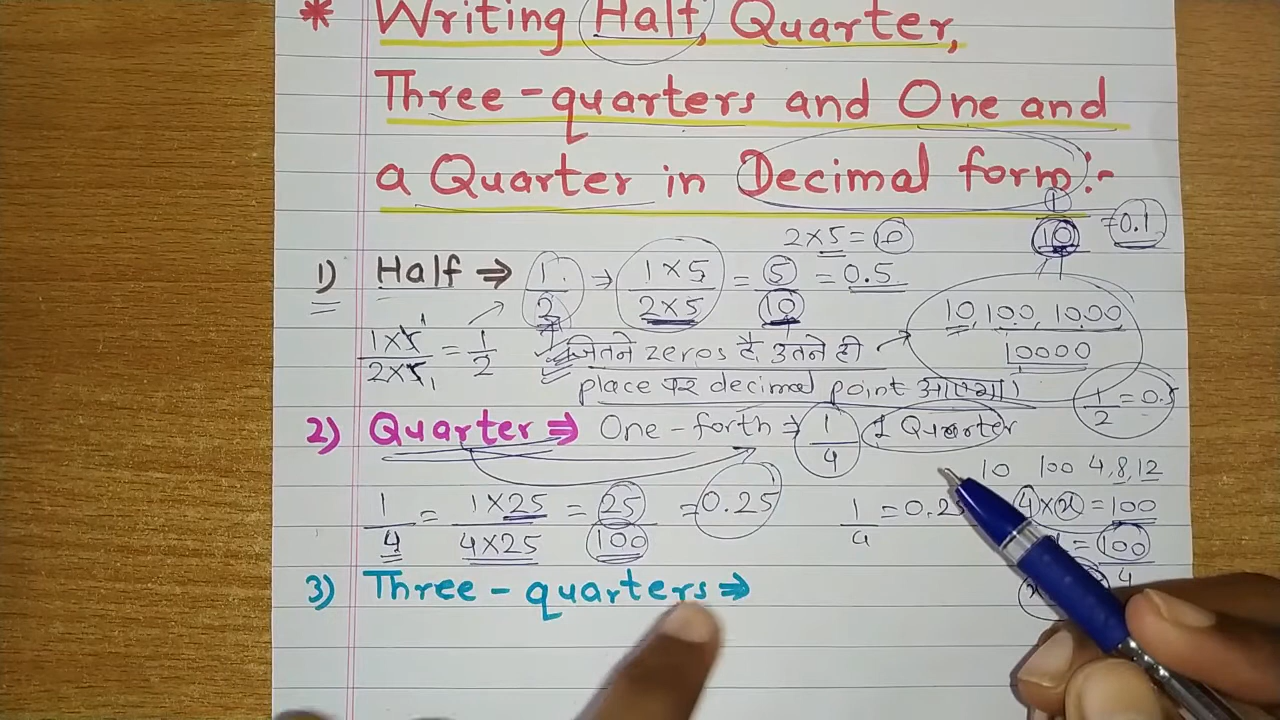 * Writing Half, Quarter,
Three-quarters and One and
a Quarter in Decimal form:-
1/10 = 0.1
2×5 = 10
1) Half ⇒ 1/2 → 1×5/2×5 = 5/10 = 0.5
10, 100, 1000
10000
1×5/2×5 = 1/2
जितने zeros है उतने ही
place पर decimal point आएगा।
1/2 = 0.5
2) Quarter ⇒ One-forth ⇒ 1/4 1 Quarter
10 100 4, 8, 12
1/4 = 1×25/4×25 = 25/100 = 0.25
1/4 = 0.25
4×x = 100
= 100/4
3) Three-quarters ⇒